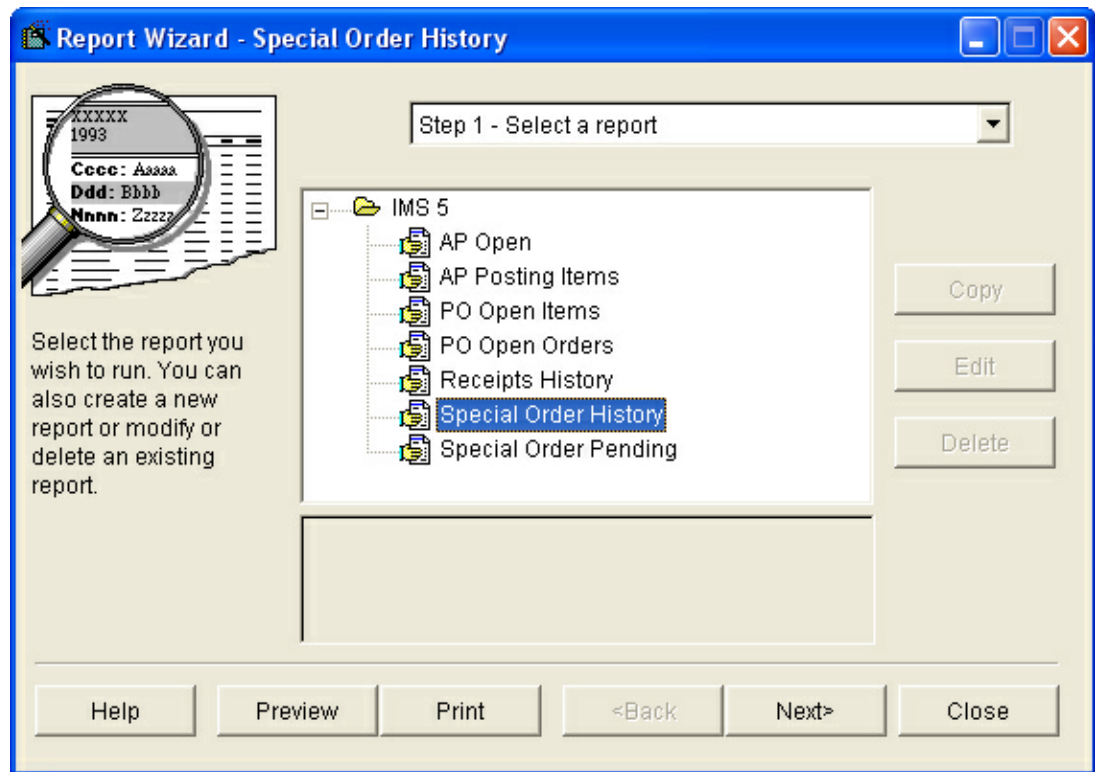 Report Wizard - Special Order History
XXXXX
1993
Cccc: Aaaaa
Ddd: Bbbb
Nnnn: Zzzzz
Step 1 - Select a report
Select the report you
wish to run. You can
also create a new
report or modify or
delete an existing
report.
IMS 5
AP Open
AP Posting Items
PO Open Items
PO Open Orders
Receipts History
Special Order History
Special Order Pending
Copy
Edit
Delete
Help
Preview
Print
<Back
Next>
Close